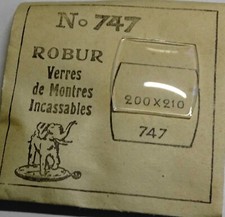 No 747
ROBUR
Verres
de Montres
Incassables
200X210
747